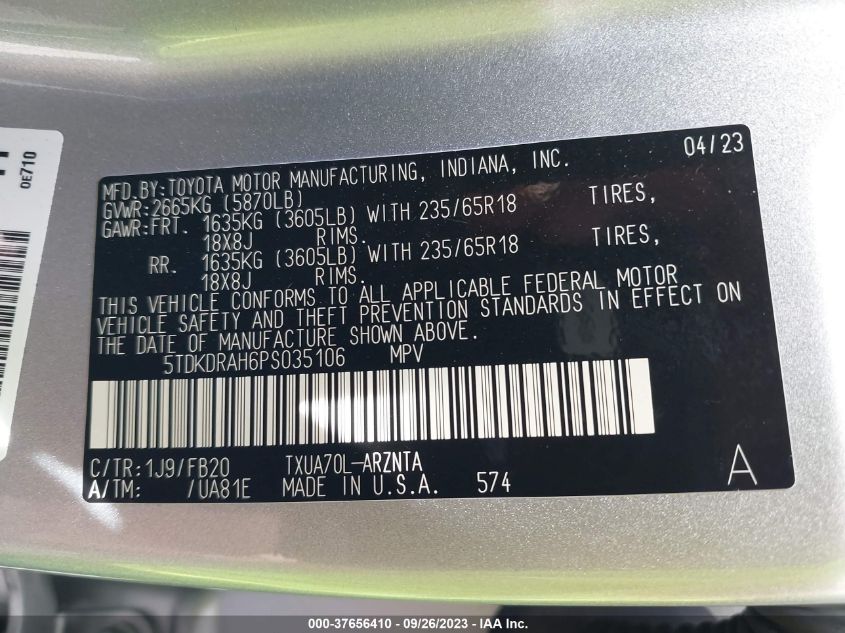 04/23
MFD.BY:TOYOTA MOTOR MANUFACTURING, INDIANA, INC.
GVWR:2665KG (5870LB)
GAWR:FRT. 1635KG (3605LB) WITH 235/65R18 TIRES,
18X8J RIMS.
RR. 1635KG (3605LB) WITH 235/65R18 TIRES,
18X8J RIMS.
THIS VEHICLE CONFORMS TO ALL APPLICABLE FEDERAL MOTOR
VEHICLE SAFETY AND THEFT PREVENTION STANDARDS IN EFFECT ON
THE DATE OF MANUFACTURE SHOWN ABOVE.
5TDKDRAH6PS035106 MPV
C/TR:1J9/FB20 TXUA70L-ARZNTA
A/TM: /UA81E MADE IN U.S.A. 574 A
0E710
000-37656410 - 09/26/2023 - IAA Inc.